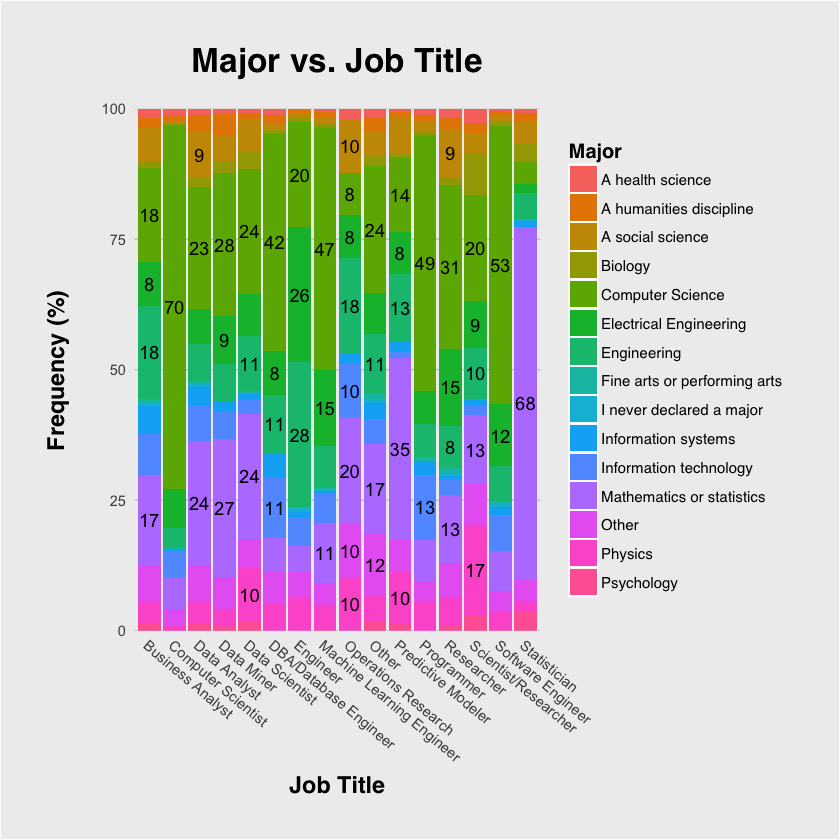 Major vs. Job Title
Frequency (%)
100
75
50
25
0
18
8
18
17
70
9
23
24
28
9
27
24
11
24
10
42
8
11
11
20
26
28
47
15
11
10
8
8
18
10
20
10
10
24
11
17
12
14
8
13
35
10
49
13
9
31
15
8
13
20
9
10
13
17
53
12
68
Business Analyst
Computer Scientist
Data Analyst
Data Miner
Data Scientist
DBA/Database Engineer
Engineer
Machine Learning Engineer
Operations Research
Other
Predictive Modeler
Programmer
Researcher
Scientist/Researcher
Software Engineer
Statistician
Job Title
Major
A health science
A humanities discipline
A social science
Biology
Computer Science
Electrical Engineering
Engineering
Fine arts or performing arts
I never declared a major
Information systems
Information technology
Mathematics or statistics
Other
Physics
Psychology